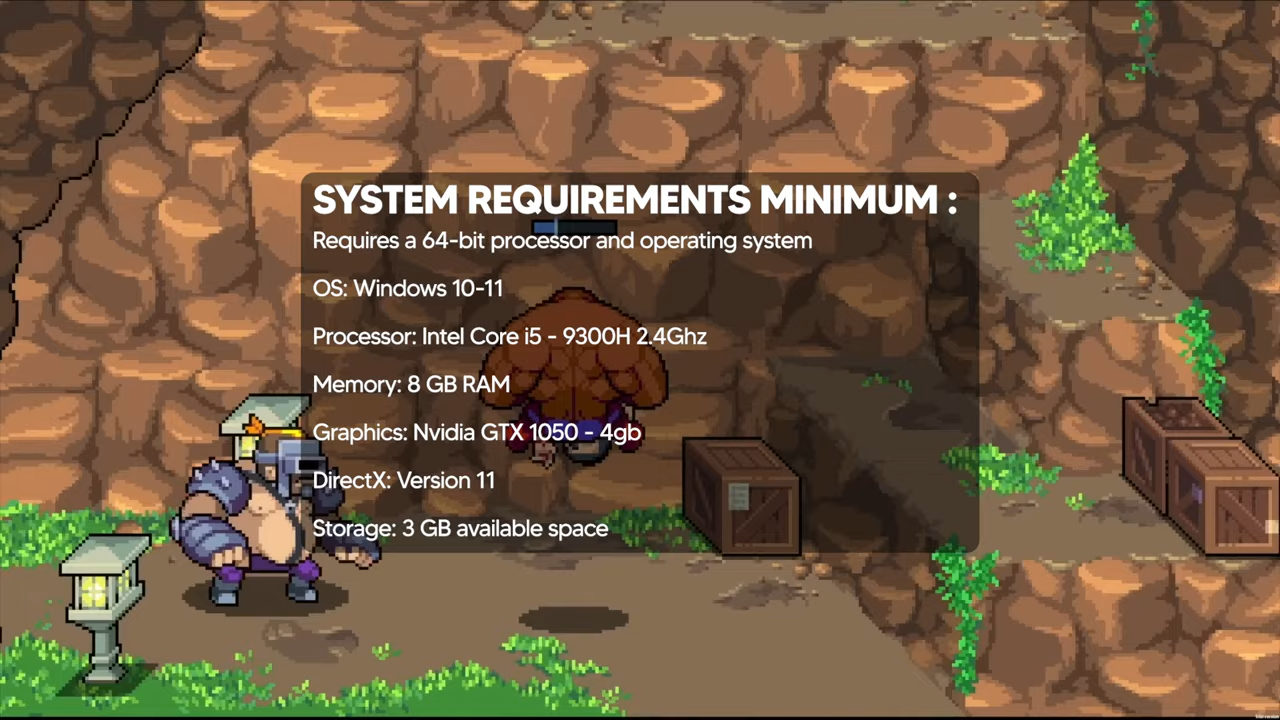 SYSTEM REQUIREMENTS MINIMUM :
Requires a 64-bit processor and operating system
OS: Windows 10-11
Processor: Intel Core i5 - 9300H 2.4Ghz
Memory: 8 GB RAM
Graphics: Nvidia GTX 1050 - 4gb
DirectX: Version 11
Storage: 3 GB available space